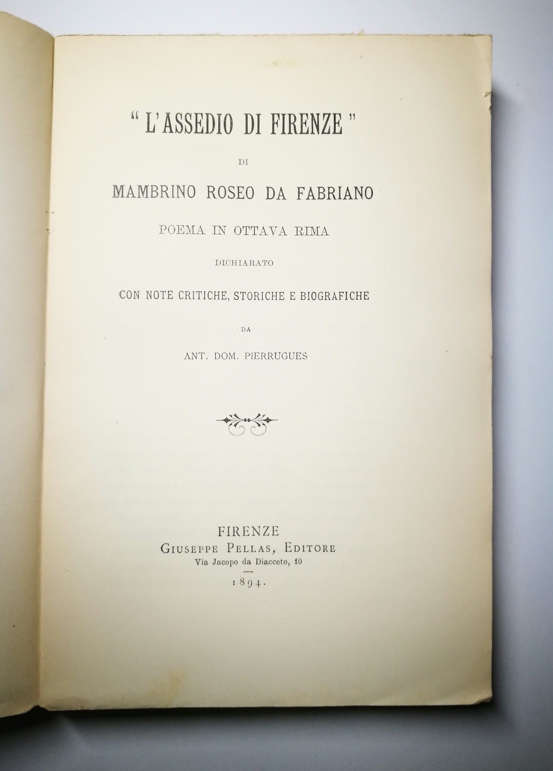 “ L'ASSEDIO DI FIRENZE ”
DI
MAMBRINO ROSEO DA FABRIANO
POEMA IN OTTAVA RIMA
DICHIARATO
CON NOTE CRITICHE, STORICHE E BIOGRAFICHE
DA
ANT. DOM. PIERRUGUES
FIRENZE
GIUSEPPE PELLAS, EDITORE
Via Jacopo da Diacceto, 10
1894.